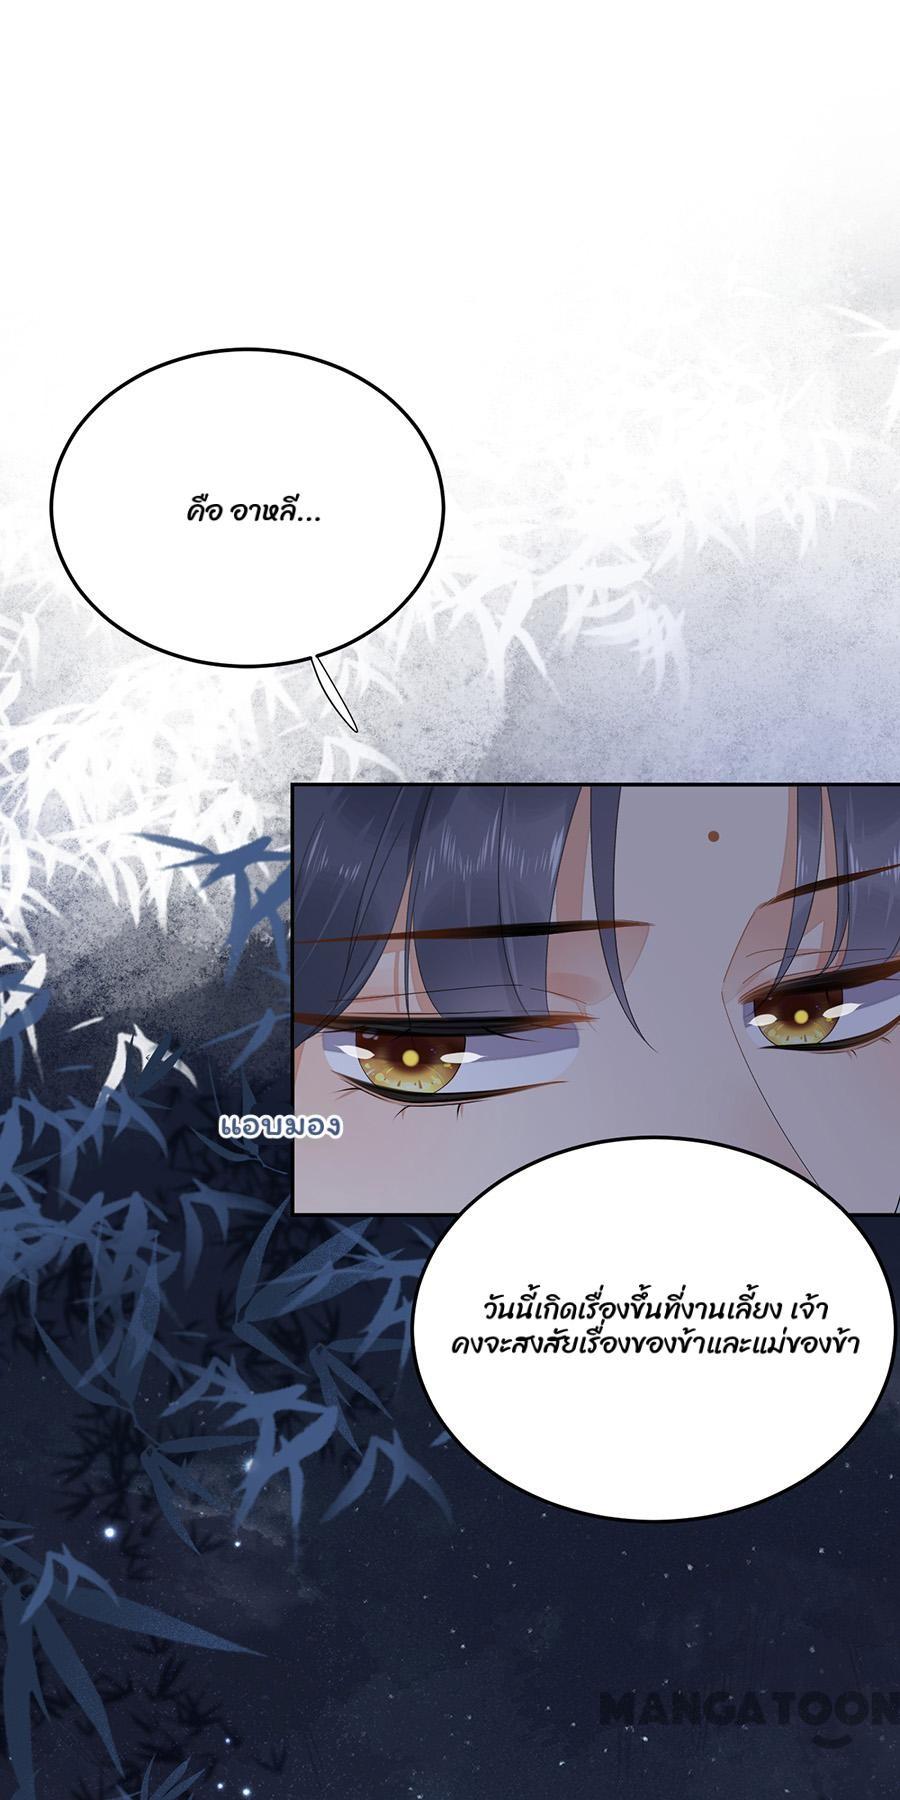 คือ อาหลี...
แอบมอง
วันนี้เกิดเรื่องขึ้นที่งานเลี้ยง เจ้า
คงจะสงสัยเรื่องของข้าและแม่ของข้า
MANGATOON